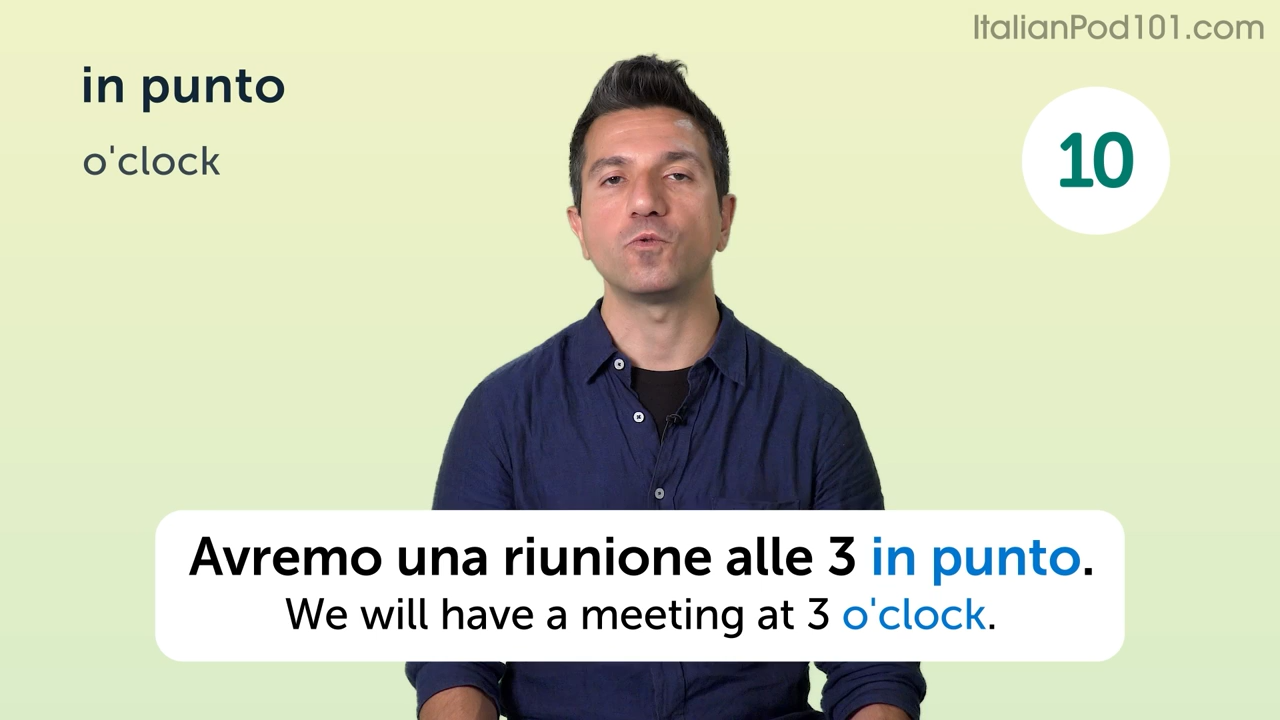 ItalianPod101.com
in punto
o'clock
10
Avremo una riunione alle 3 in punto.
We will have a meeting at 3 o'clock.